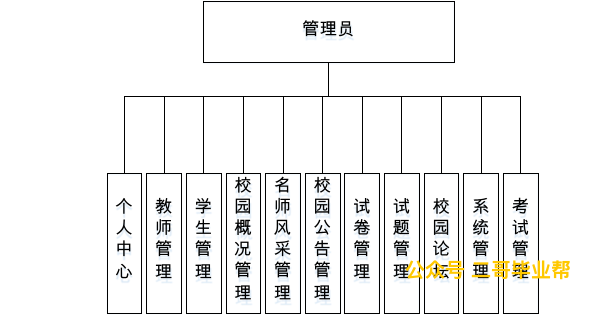 管理员
个人中心
教师管理
学生管理
校园概况管理
名师风采管理
校园公告管理
试卷管理
试题管理
校园论坛
系统管理
考试管理
公众号 二哥毕业帮